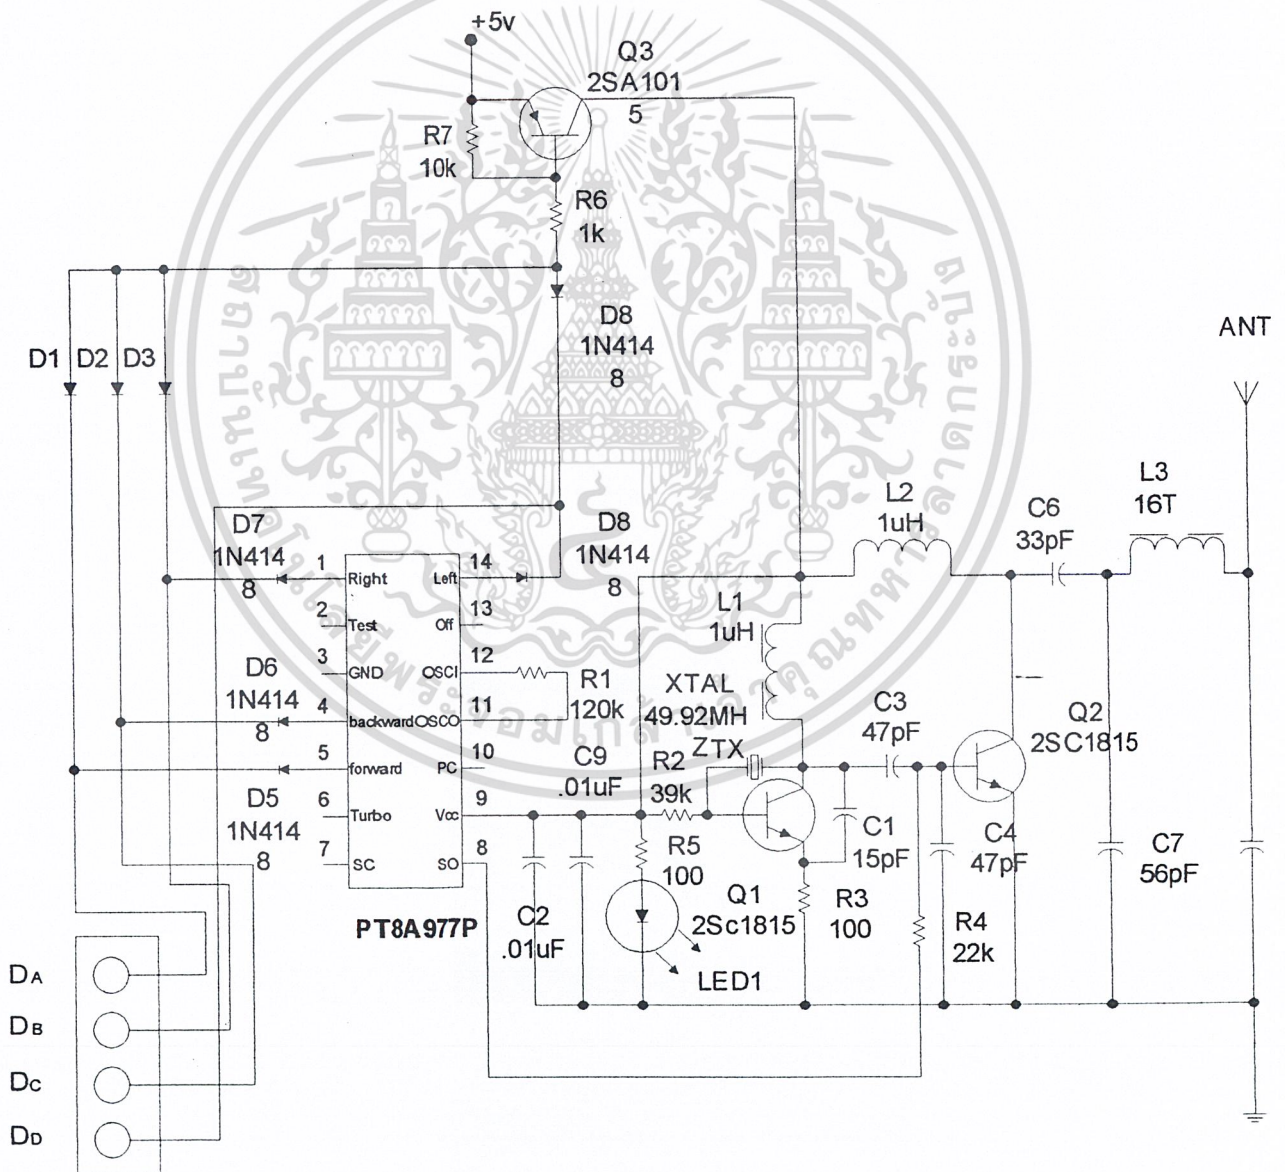 +5v
Q3
2SA101
5
R7
10k
R6
1k
D8
1N414
8
D1
D2
D3
ANT
L3
16T
L2
1uH
C6
33pF
D7
1N414
8
D8
1N414
8
1
Right
Left
14
2
Test
Off
13
3
GND
OSCI
12
4
backward
OSCO
11
5
forward
PC
10
6
Turbo
Vcc
9
7
SC
SO
8
D6
1N414
8
D5
1N414
8
PT8A977P
R1
120k
L1
1uH
XTAL
49.92MH
ZTX
C3
47pF
Q2
2SC1815
C9
.01uF
R2
39k
C1
15pF
C4
47pF
C7
56pF
R5
100
Q1
2Sc1815
R3
100
R4
22k
C2
.01uF
LED1
DA
DB
DC
DD